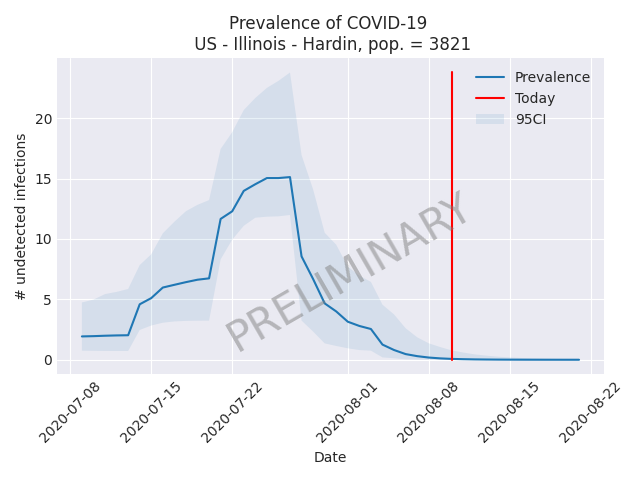 Prevalence of COVID-19
US - Illinois - Hardin, pop. = 3821
Prevalence
Today
95CI
# undetected infections
20
15
10
5
0
PRELIMINARY
2020-07-08
2020-07-15
2020-07-22
2020-08-01
2020-08-08
2020-08-15
2020-08-22
Date